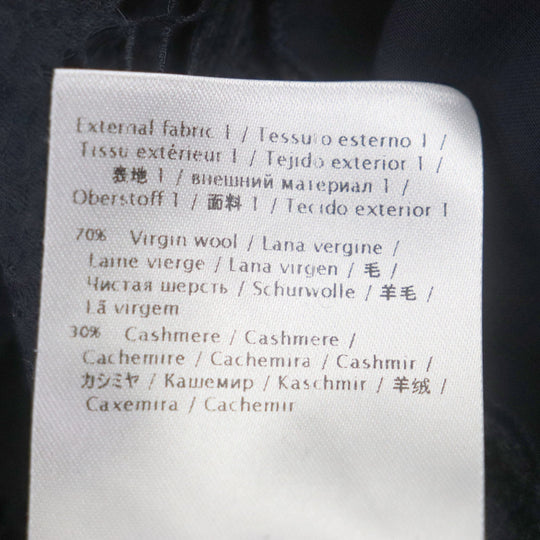 External fabric 1 / Tessuto esterno 1 /
Tissu extérieur 1 / Tejido exterior 1 /
表地 1 / внешний материал 1 /
Oberstoff 1 / 面料 1 / Tecido exterior 1
70% Virgin wool / Lana vergine /
Laine vierge / Lana virgen / 毛 /
Чистая шерсть / Schurwolle / 羊毛 /
Lã virgem
30% Cashmere / Cashmere /
Cachemire / Cachemira / Cashmir /
カシミヤ / Кашемир / Kaschmir / 羊绒 /
Caxemira / Cachemir